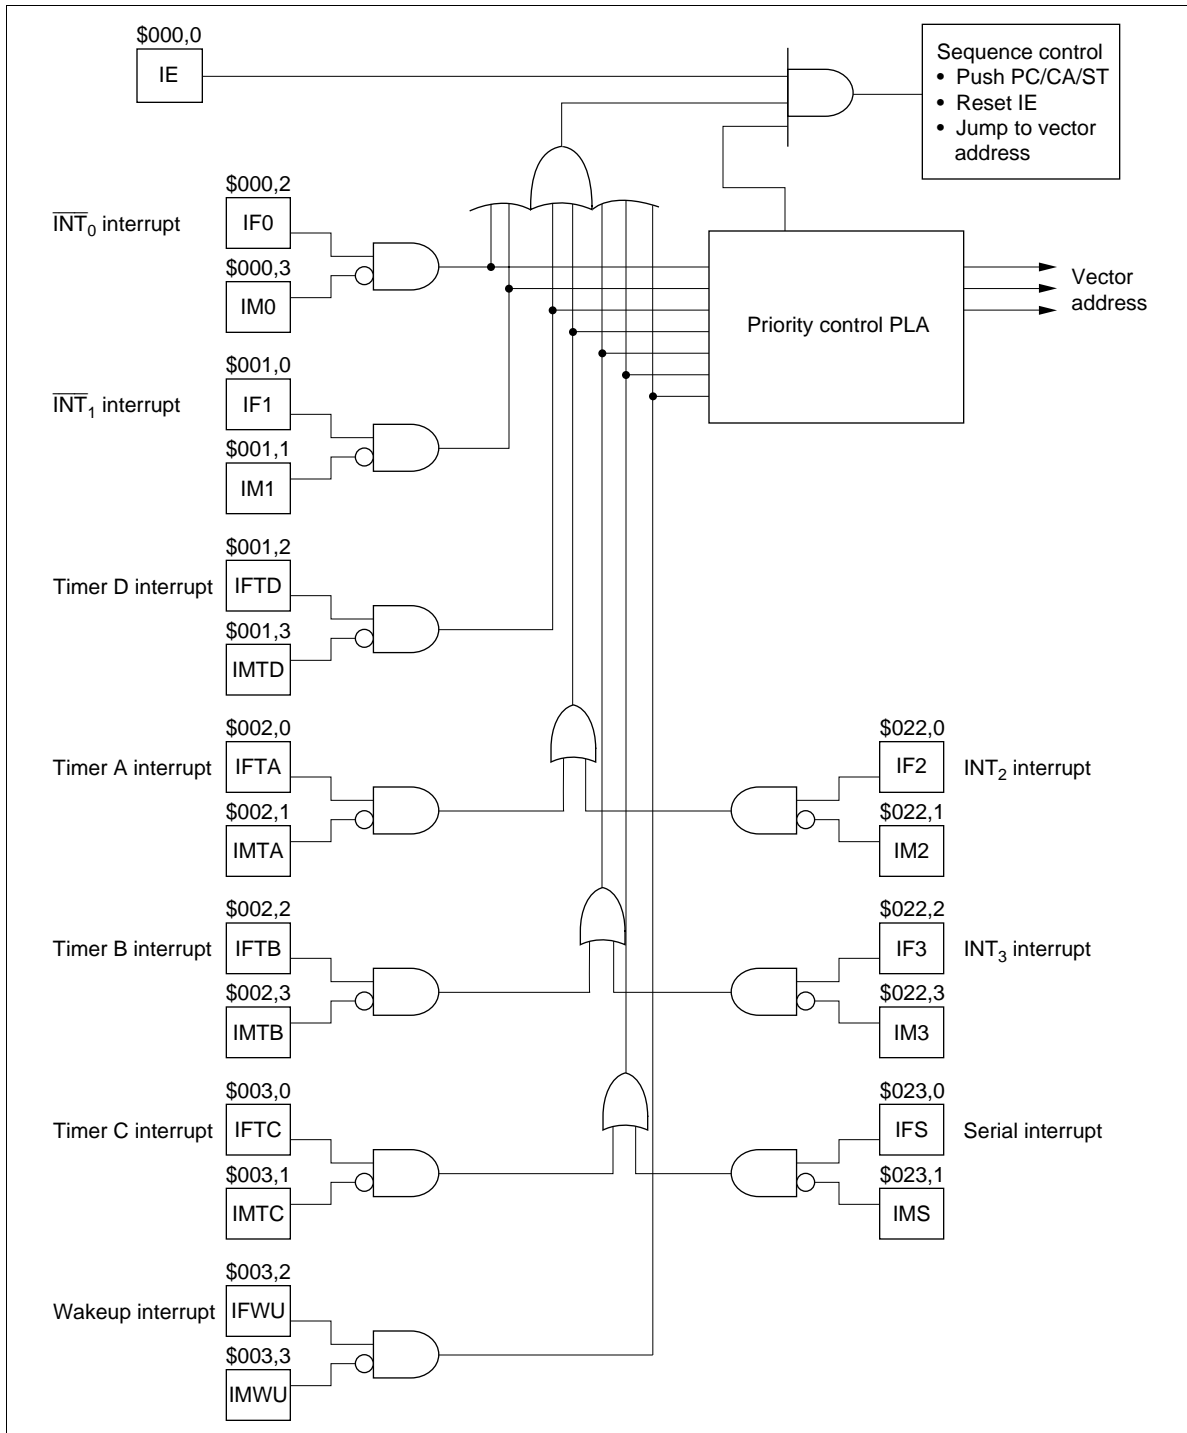 $000,0
IE
Sequence control
• Push PC/CA/ST
• Reset IE
• Jump to vector
address
$000,2
INT0 interrupt
IF0
$000,3
IM0
Priority control PLA
Vector
address
$001,0
INT1 interrupt
IF1
$001,1
IM1
$001,2
Timer D interrupt
IFTD
$001,3
IMTD
$002,0
Timer A interrupt
IFTA
$002,1
IMTA
$022,0
IF2
INT2 interrupt
$022,1
IM2
$002,2
Timer B interrupt
IFTB
$002,3
IMTB
$022,2
IF3
INT3 interrupt
$022,3
IM3
$003,0
Timer C interrupt
IFTC
$003,1
IMTC
$023,0
IFS
Serial interrupt
$023,1
IMS
$003,2
Wakeup interrupt
IFWU
$003,3
IMWU